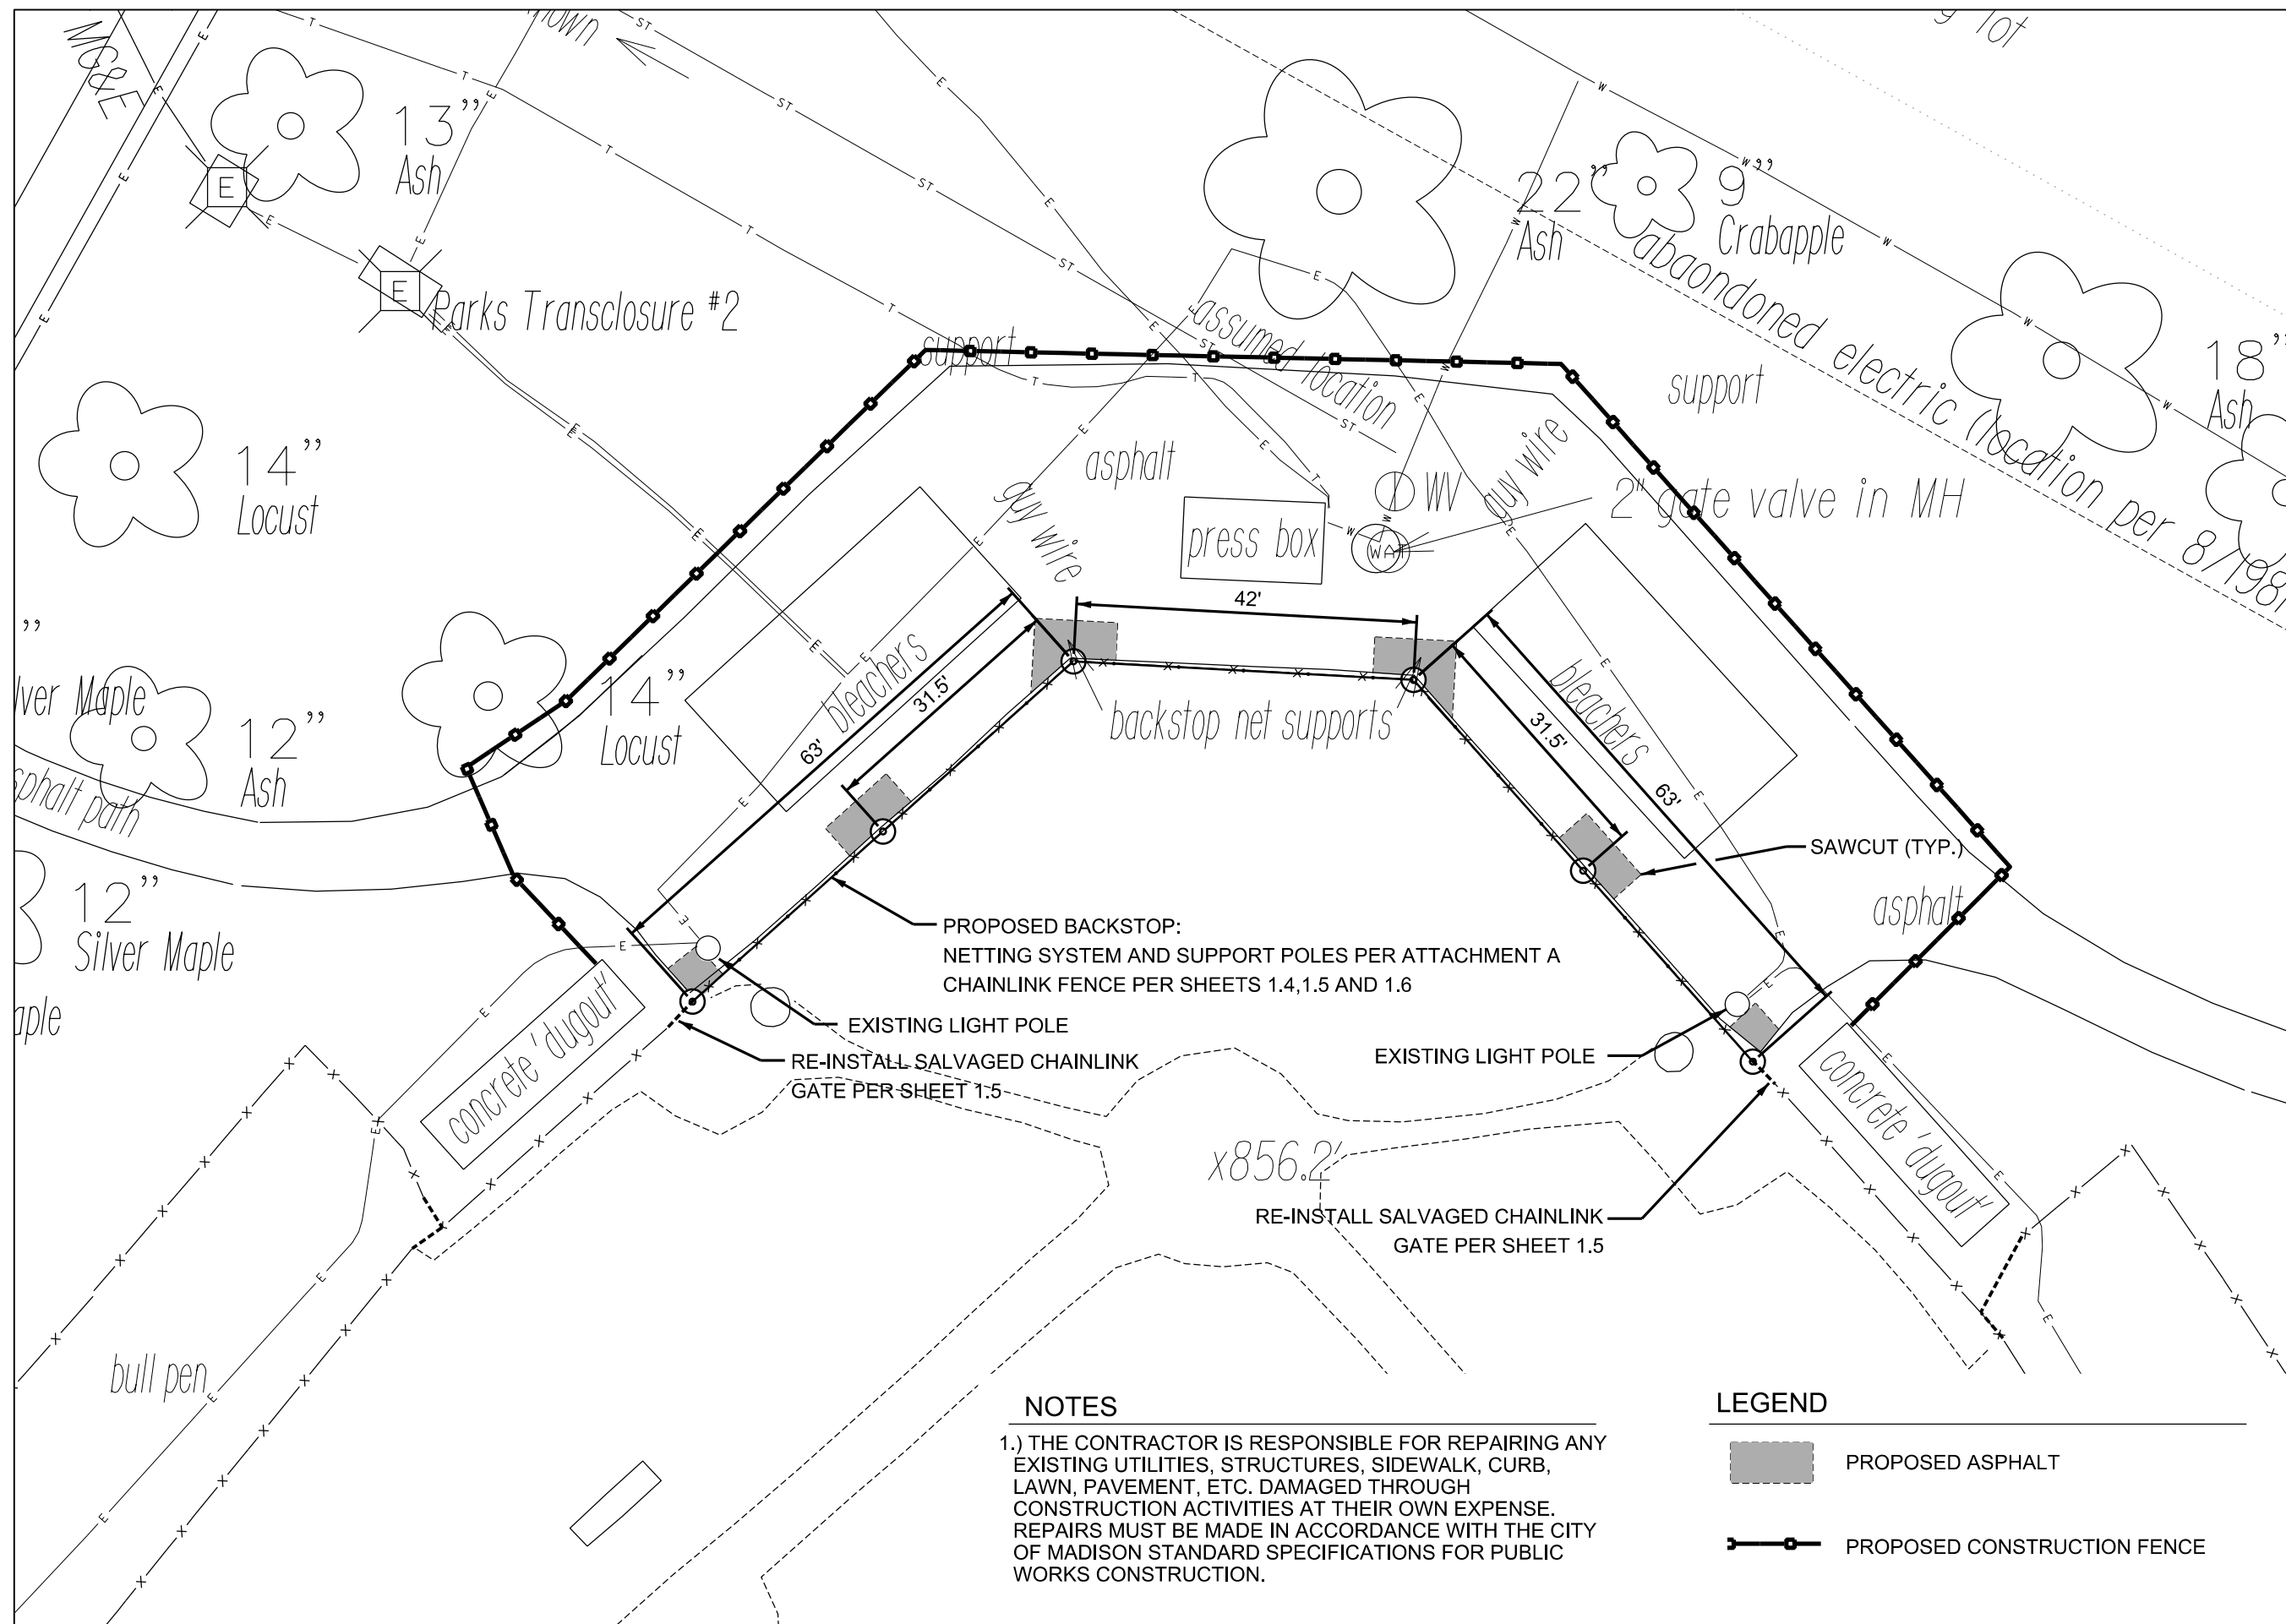 nown
g lot
MG&E
13"
Ash
22"
Ash
9"
Crabapple
abaondoned electric (location per 8/198
Parks Transclosure #2
support
assumed location
support
18"
Ash
14"
Locust
asphalt
guy wire
guy wire
WV
2" gate valve in MH
press box
WAT
42'
bleachers
31.5'
63'
bleachers
31.5'
63'
backstop net supports
14"
Locust
"
lver Maple
12"
Ash
sphalt path
12"
Silver Maple
aple
SAWCUT (TYP.)
asphalt
PROPOSED BACKSTOP:
NETTING SYSTEM AND SUPPORT POLES PER ATTACHMENT A
CHAINLINK FENCE PER SHEETS 1.4,1.5 AND 1.6
EXISTING LIGHT POLE
RE-INSTALL SALVAGED CHAINLINK
GATE PER SHEET 1.5
EXISTING LIGHT POLE
concrete 'dugout'
concrete 'dugout'
x856.2'
RE-INSTALL SALVAGED CHAINLINK
GATE PER SHEET 1.5
bull pen
NOTES
1.) THE CONTRACTOR IS RESPONSIBLE FOR REPAIRING ANY
EXISTING UTILITIES, STRUCTURES, SIDEWALK, CURB,
LAWN, PAVEMENT, ETC. DAMAGED THROUGH
CONSTRUCTION ACTIVITIES AT THEIR OWN EXPENSE.
REPAIRS MUST BE MADE IN ACCORDANCE WITH THE CITY
OF MADISON STANDARD SPECIFICATIONS FOR PUBLIC
WORKS CONSTRUCTION.
LEGEND
PROPOSED ASPHALT
PROPOSED CONSTRUCTION FENCE